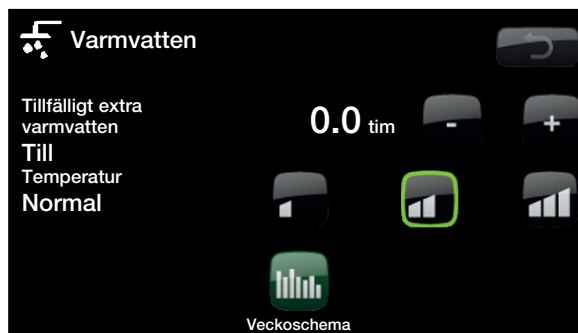 Varmvatten
Tillfälligt extra
varmvatten
0.0 tim - +
Till
Temperatur
Normal
Veckoschema